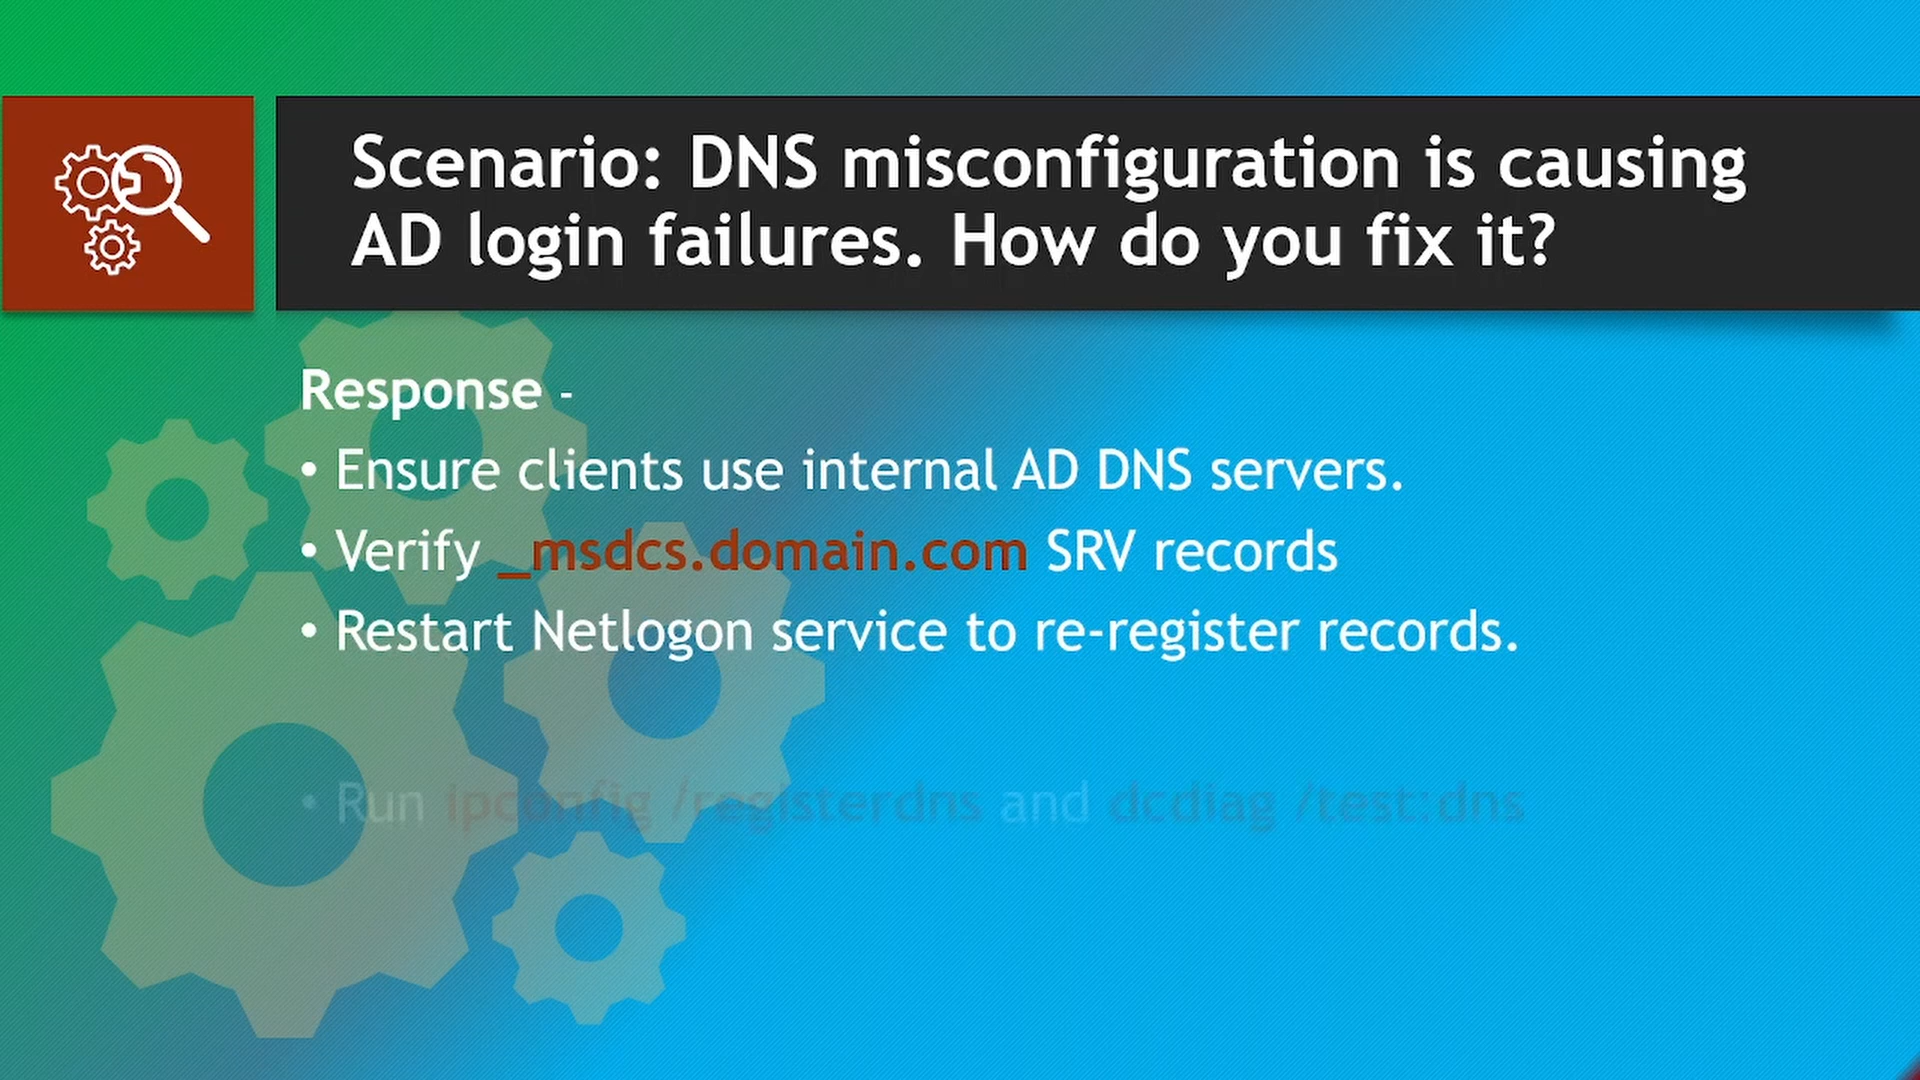 Scenario: DNS misconfiguration is causing
AD login failures. How do you fix it?
Response -
• Ensure clients use internal AD DNS servers.
• Verify _msdcs.domain.com SRV records
• Restart Netlogon service to re-register records.
• Run ipconfig /registerdns and dcdiag /test:dns